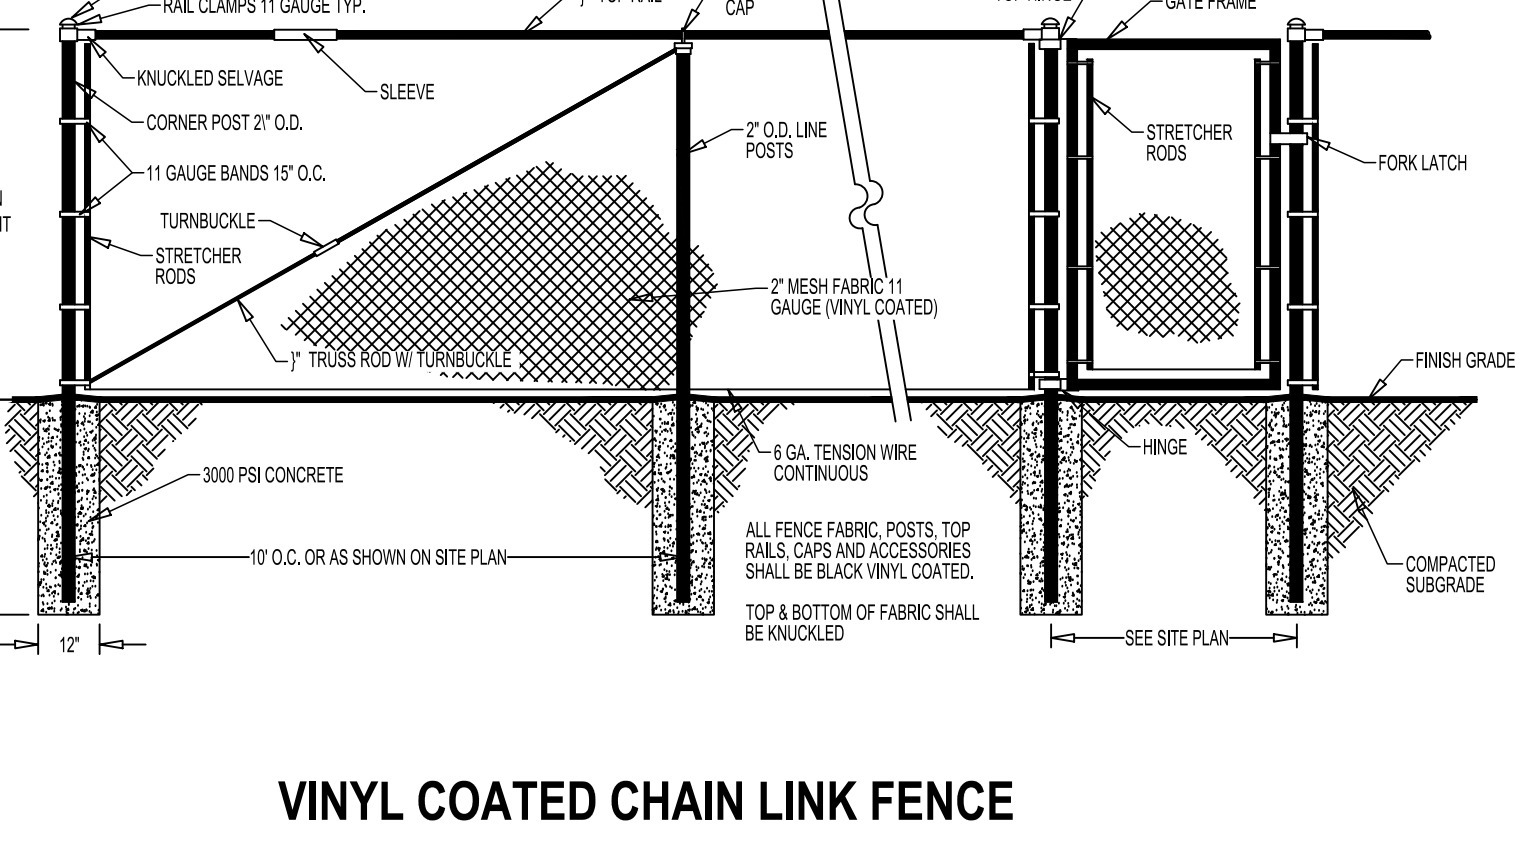 RAIL CLAMPS 11 GAUGE TYP.
TOP RAIL
CAP
GATE FRAME
KNUCKLED SELVAGE
SLEEVE
CORNER POST 2\" O.D.
2" O.D. LINE
POSTS
STRETCHER
RODS
FORK LATCH
11 GAUGE BANDS 15" O.C.
TURNBUCKLE
STRETCHER
RODS
2" MESH FABRIC 11
GAUGE (VINYL COATED)
}" TRUSS ROD W/ TURNBUCKLE
FINISH GRADE
6 GA. TENSION WIRE
CONTINUOUS
HINGE
3000 PSI CONCRETE
ALL FENCE FABRIC, POSTS, TOP
RAILS, CAPS AND ACCESSORIES
SHALL BE BLACK VINYL COATED.
10' O.C. OR AS SHOWN ON SITE PLAN
COMPACTED
SUBGRADE
TOP & BOTTOM OF FABRIC SHALL
BE KNUCKLED
12"
SEE SITE PLAN
VINYL COATED CHAIN LINK FENCE